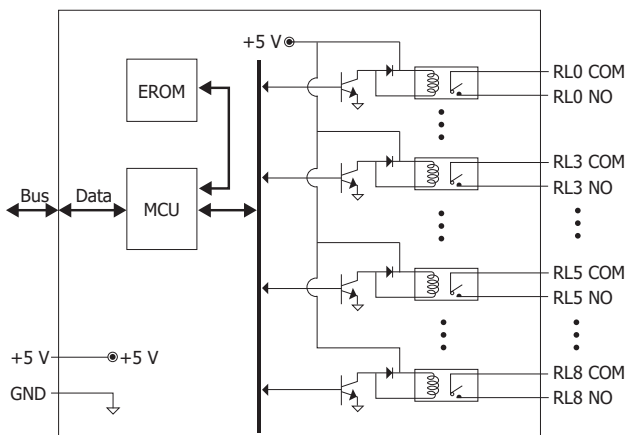 +5 V
RL0 COM
EROM
RL0 NO
RL3 COM
Bus
Data
MCU
RL3 NO
RL5 COM
RL5 NO
+5 V
+5 V
RL8 COM
GND
RL8 NO